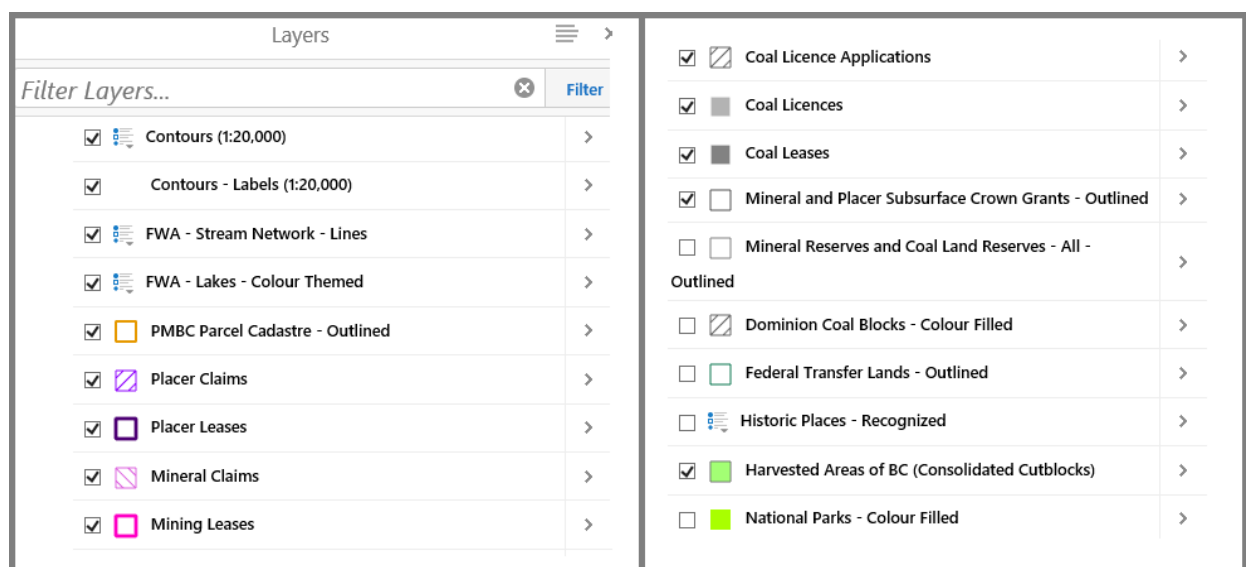 Layers
Filter Layers...
Filter
Contours (1:20,000)
Contours - Labels (1:20,000)
FWA - Stream Network - Lines
FWA - Lakes - Colour Themed
PMBC Parcel Cadastre - Outlined
Placer Claims
Placer Leases
Mineral Claims
Mining Leases
Coal Licence Applications
Coal Licences
Coal Leases
Mineral and Placer Subsurface Crown Grants - Outlined
Mineral Reserves and Coal Land Reserves - All -
Outlined
Dominion Coal Blocks - Colour Filled
Federal Transfer Lands - Outlined
Historic Places - Recognized
Harvested Areas of BC (Consolidated Cutblocks)
National Parks - Colour Filled